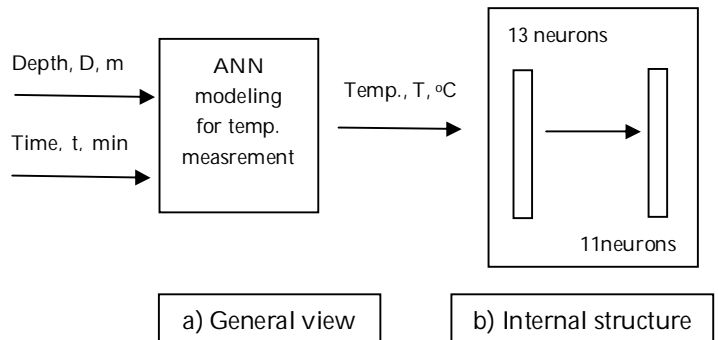 Depth, D, m
Time, t, min
ANN
modeling
for temp.
measrement
Temp., T, ºC
13 neurons
11neurons
a) General view
b) Internal structure